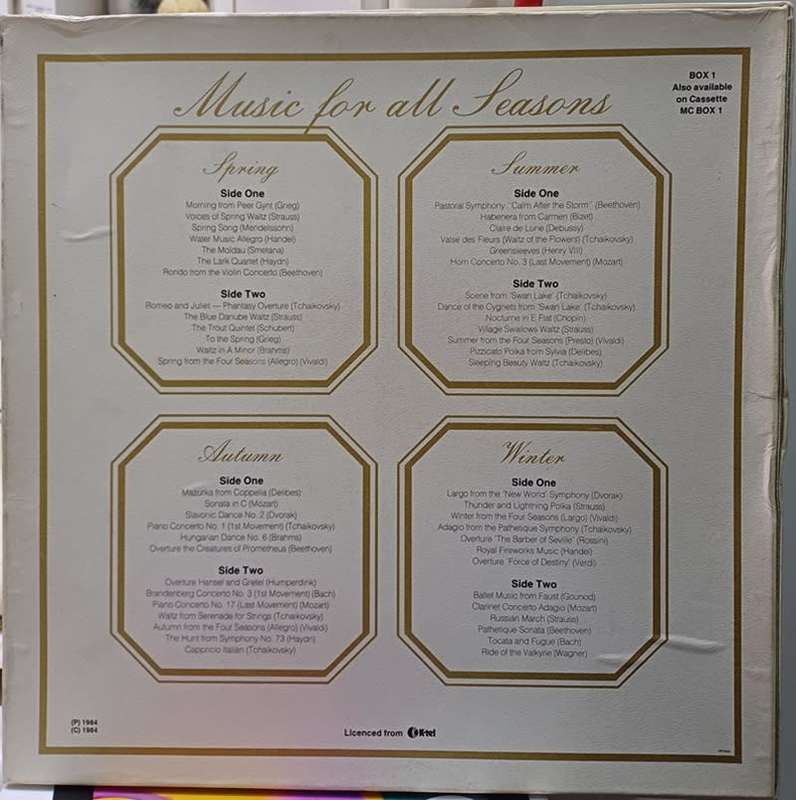 Music for all Seasons
BOX 1
Also available
on Cassette
MC BOX 1
Spring
Side One
Morning from Peer Gynt (Grieg)
Voices of Spring Waltz (Strauss)
Spring Song (Mendelssohn)
Water Music Allegro (Handel)
The Moldau (Smetana)
The Lark Quartet (Haydn)
Rondo from the Violin Concerto (Beethoven)
Side Two
Romeo and Juliet — Phantasy Overture (Tchaikovsky)
The Blue Danube Waltz (Strauss)
The Trout Quintet (Schubert)
To the Spring (Grieg)
Waltz in A Minor (Brahms)
Spring from the Four Seasons (Allegro) (Vivaldi)
Summer
Side One
Pastoral Symphony "Calm After the Storm" (Beethoven)
Habenera from Carmen (Bizet)
Claire de Lune (Debussy)
Valse des Fleurs (Waltz of the Flowers) (Tchaikovsky)
Greensleeves (Henry VIII)
Horn Concerto No. 3 (Last Movement) (Mozart)
Side Two
Scene from 'Swan Lake' (Tchaikovsky)
Dance of the Cygnets from 'Swan Lake' (Tchaikovsky)
Nocturne in E Flat (Chopin)
Village Swallows Waltz (Strauss)
Summer from the Four Seasons (Presto) (Vivaldi)
Pizzicato Polka from Sylvia (Delibes)
Sleeping Beauty Waltz (Tchaikovsky)
Autumn
Side One
Mazurka from Coppelia (Delibes)
Sonata in C (Mozart)
Slavonic Dance No. 2 (Dvorak)
Piano Concerto No. 1 (1st Movement) (Tchaikovsky)
Hungarian Dance No. 6 (Brahms)
Overture the Creatures of Prometheus (Beethoven)
Side Two
Overture Hansel and Gretel (Humperdink)
Brandenberg Concerto No. 3 (1st Movement) (Bach)
Piano Concerto No. 17 (Last Movement) (Mozart)
Waltz from Serenade for Strings (Tchaikovsky)
Autumn from the Four Seasons (Allegro) (Vivaldi)
The Hunt from Symphony No. 73 (Haydn)
Cappricio Italian (Tchaikovsky)
Winter
Side One
Largo from the 'New World' Symphony (Dvorak)
Thunder and Lightning Polka (Strauss)
Winter from the Four Seasons (Largo) (Vivaldi)
Adagio from the Pathetique Symphony (Tchaikovsky)
Overture 'The Barber of Seville' (Rossini)
Royal Fireworks Music (Handel)
Overture 'Force of Destiny' (Verdi)
Side Two
Ballet Music from Faust (Gounod)
Clarinet Concerto Adagio (Mozart)
Russian March (Strauss)
Pathetique Sonata (Beethoven)
Tocata and Fugue (Bach)
Ride of the Valkyrie (Wagner)
(P) 1984
(C) 1984
Licenced from K-tel